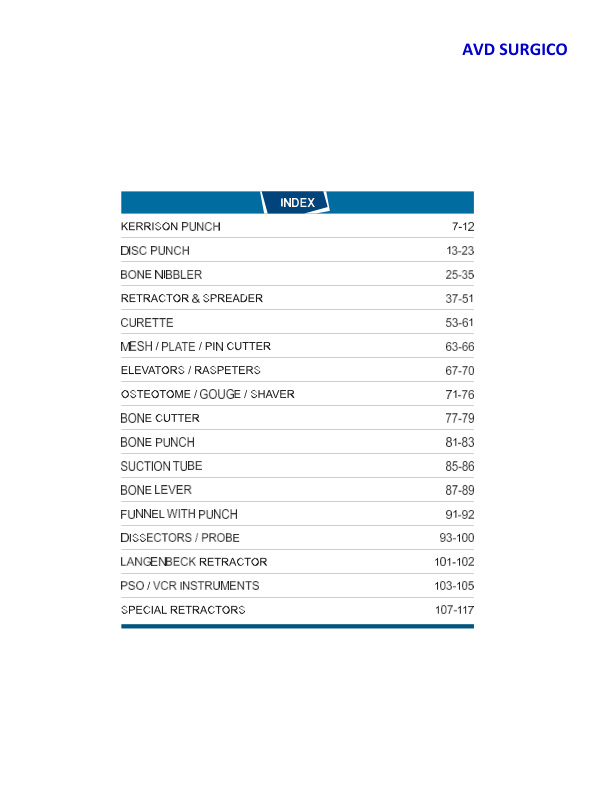 AVD SURGICO
INDEX
KERRISON PUNCH 7-12
DISC PUNCH 13-23
BONE NIBBLER 25-35
RETRACTOR & SPREADER 37-51
CURETTE 53-61
MESH / PLATE / PIN CUTTER 63-66
ELEVATORS / RASPETERS 67-70
OSTEOTOME / GOUGE / SHAVER 71-76
BONE CUTTER 77-79
BONE PUNCH 81-83
SUCTION TUBE 85-86
BONE LEVER 87-89
FUNNEL WITH PUNCH 91-92
DISSECTORS / PROBE 93-100
LANGENBECK RETRACTOR 101-102
PSO / VCR INSTRUMENTS 103-105
SPECIAL RETRACTORS 107-117